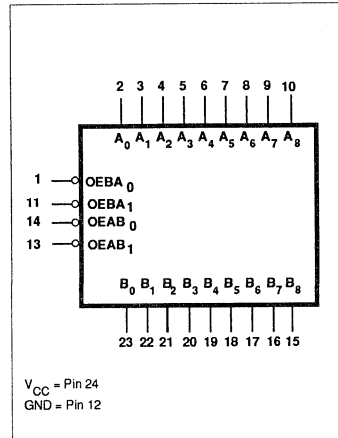 2 3 4 5 6 7 8 9 10
A0 A1 A2 A3 A4 A5 A6 A7 A8
1 OEBA0
11 OEBA1
14 OEAB0
13 OEAB1
B0 B1 B2 B3 B4 B5 B6 B7 B8
23 22 21 20 19 18 17 16 15
VCC = Pin 24
GND = Pin 12